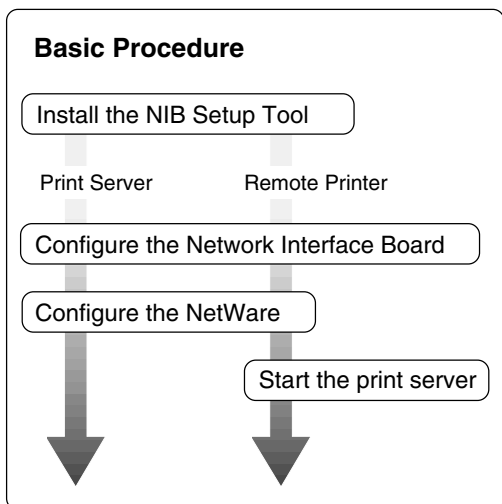 Basic Procedure
Install the NIB Setup Tool
Print Server
Remote Printer
Configure the Network Interface Board
Configure the NetWare
Start the print server